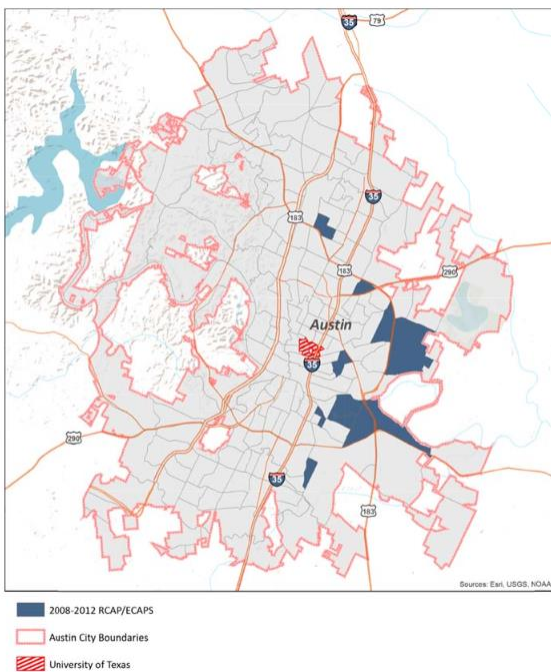 35
79
35
183
183
290
Austin
35
290
35
183
Sources: Esri, USGS, NOAA
2008-2012 RCAP/ECAPS
Austin City Boundaries
University of Texas